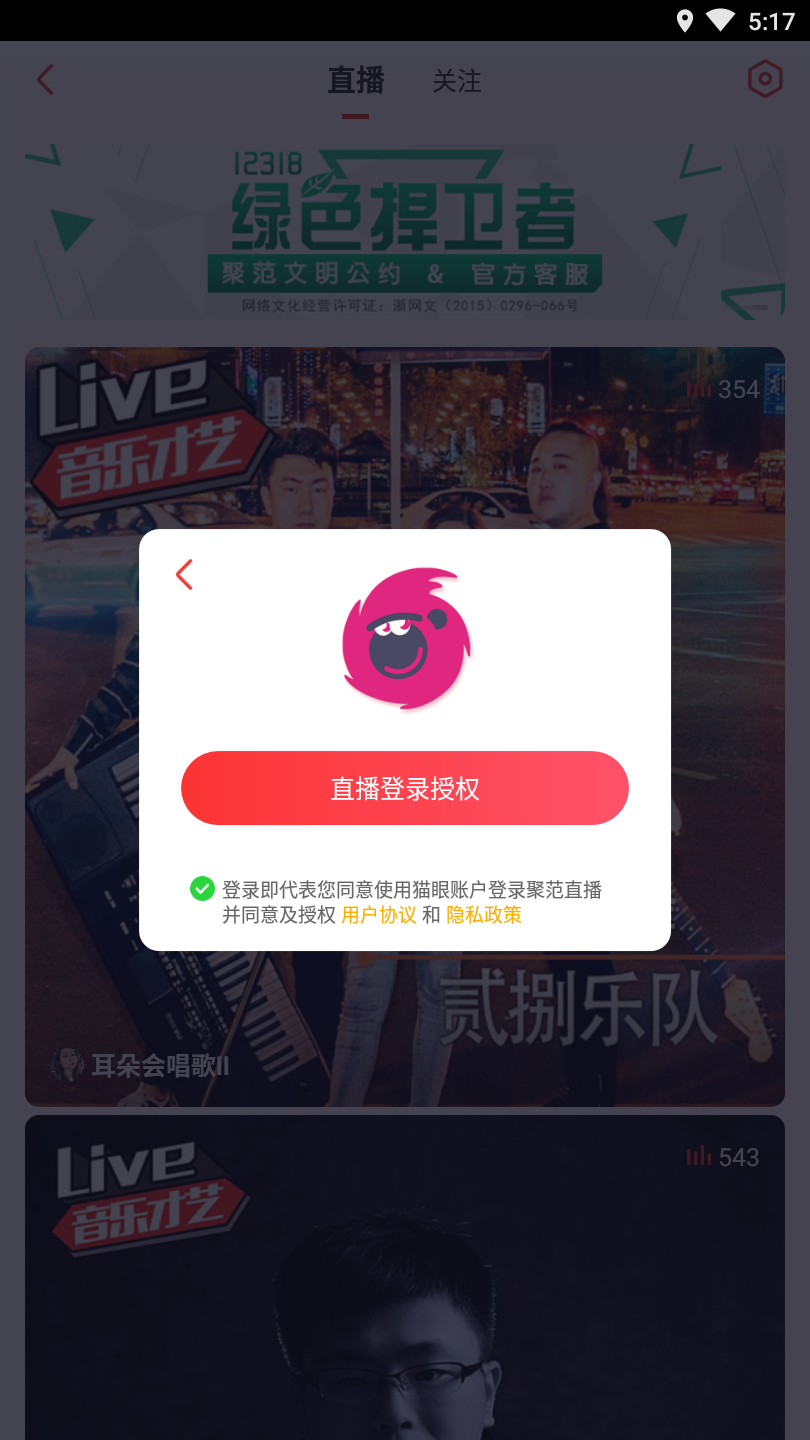 5:17
直播 关注
12318
绿色捍卫者
聚范文明公约 & 官方客服
网络文化经营许可证：浙网文（2015）0296-066号
Live
音乐才艺
354
直播登录授权
登录即代表您同意使用猫眼账户登录聚范直播
并同意及授权 用户协议 和 隐私政策
贰捌乐队
耳朵会唱歌II
Live
音乐才艺
543